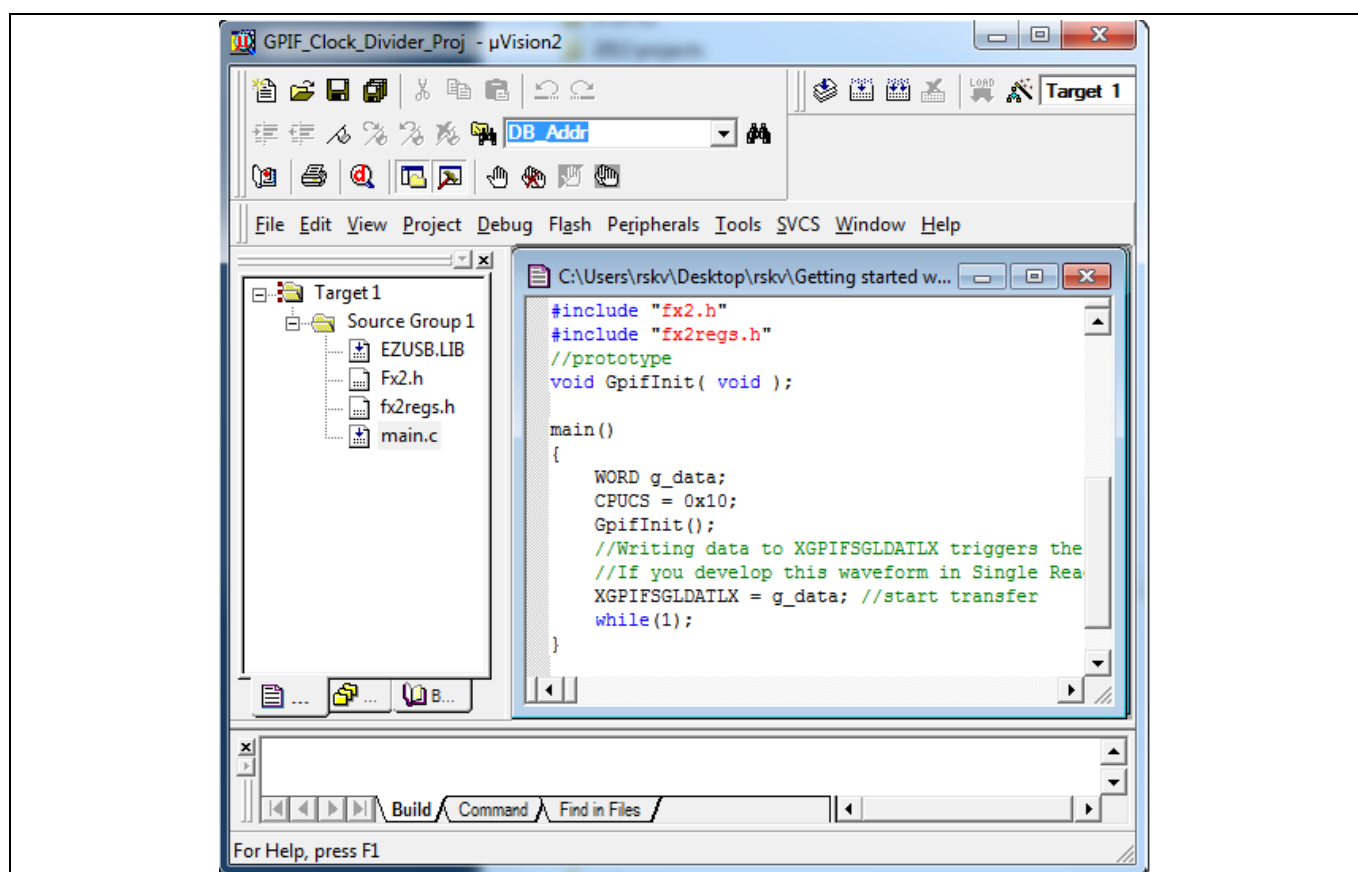 GPIF_Clock_Divider_Proj - µVision2
LOAD
Target 1
DB_Addr
File Edit View Project Debug Flash Peripherals Tools SVCS Window Help
Target 1
Source Group 1
EZUSB.LIB
Fx2.h
fx2regs.h
main.c
... ... B...
C:\Users\rskv\Desktop\rskv\Getting started w...
#include "fx2.h"
#include "fx2regs.h"
//prototype
void GpifInit( void );
main()
{
WORD g_data;
CPUCS = 0x10;
GpifInit();
//Writing data to XGPIFSGLDATLX triggers the
//If you develop this waveform in Single Rea
XGPIFSGLDATLX = g_data; //start transfer
while(1);
}
Build Command Find in Files
For Help, press F1